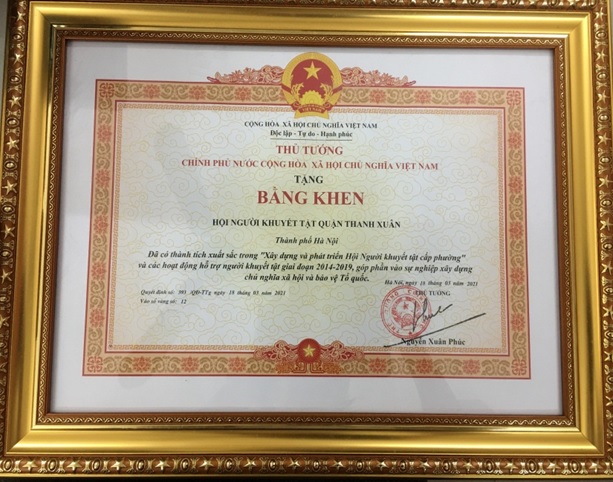 CỘNG HÒA XÃ HỘI CHỦ NGHĨA VIỆT NAM
Độc lập - Tự do - Hạnh phúc
THỦ TƯỚNG
CHÍNH PHỦ NƯỚC CỘNG HÒA XÃ HỘI CHỦ NGHĨA VIỆT NAM
TẶNG
BẰNG KHEN
HỘI NGƯỜI KHUYẾT TẬT QUẬN THANH XUÂN
Thành phố Hà Nội
Đã có thành tích xuất sắc trong "Xây dựng và phát triển Hội Người khuyết tật cấp phường"
và các hoạt động hỗ trợ người khuyết tật giai đoạn 2014-2019, góp phần vào sự nghiệp xây dựng
chủ nghĩa xã hội và bảo vệ Tổ quốc.
Hà Nội, ngày 18 tháng 03 năm 2021
Quyết định số: /QĐ-TTg ngày 18 tháng 03 năm 2021
Vào sổ vàng số: 12
THỦ TƯỚNG
Nguyễn Xuân Phúc